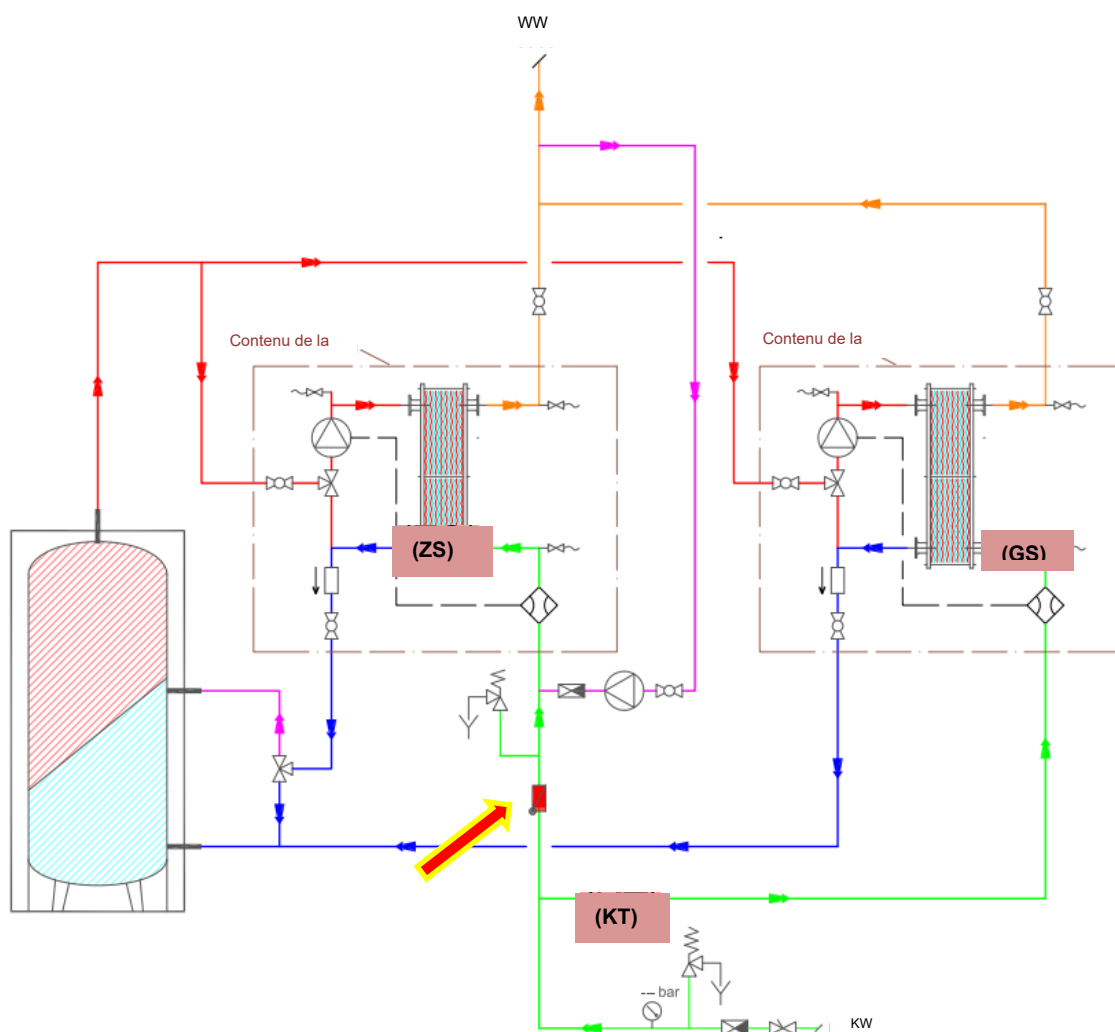 WW
Contenu de la
Contenu de la
(ZS)
(GS)
(KT)
--- bar
KW